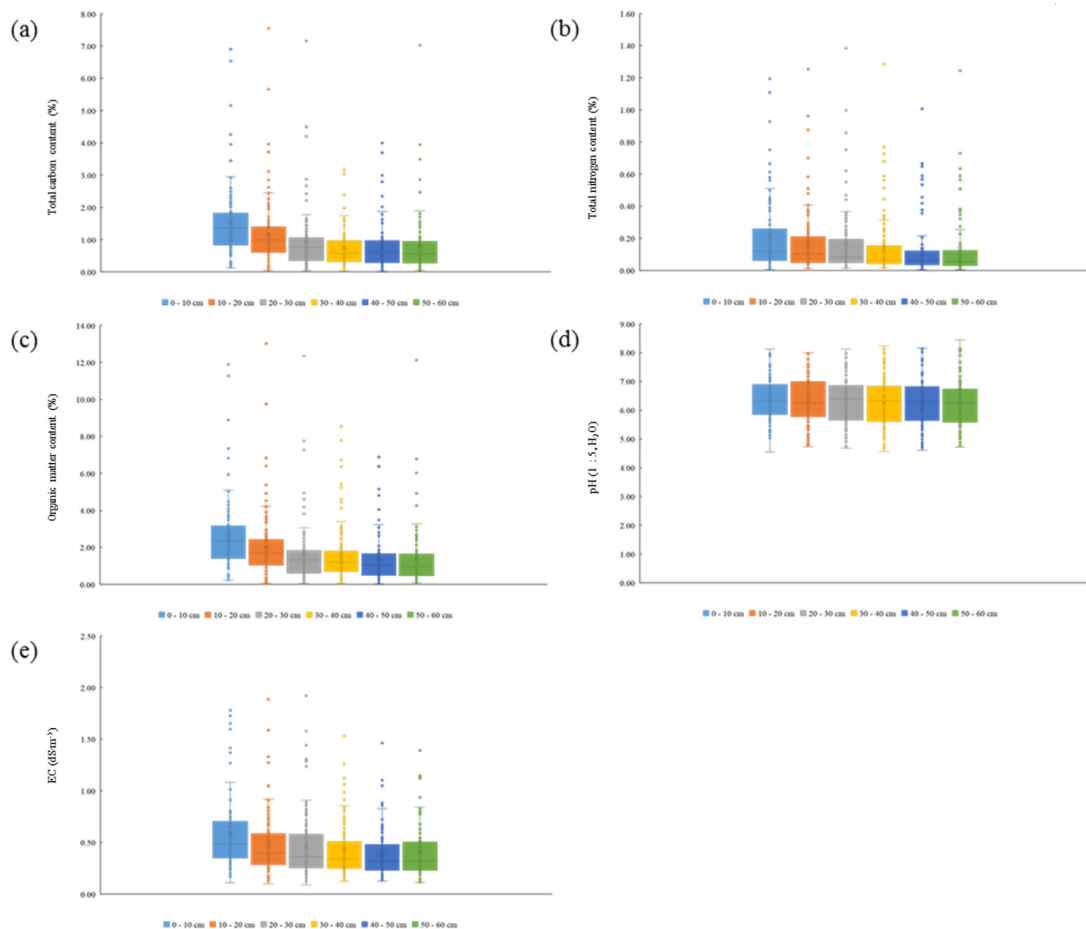 (a)
Total carbon content (%)
8.00
7.00
6.00
5.00
4.00
3.00
2.00
1.00
0.00
0 - 10 cm 10 - 20 cm 20 - 30 cm 30 - 40 cm 40 - 50 cm 50 - 60 cm
(b)
Total nitrogen content (%)
1.60
1.40
1.20
1.00
0.80
0.60
0.40
0.20
0.00
0 - 10 cm 10 - 20 cm 20 - 30 cm 30 - 40 cm 40 - 50 cm 50 - 60 cm
(c)
Organic matter content (%)
14.00
12.00
10.00
8.00
6.00
4.00
2.00
0.00
0 - 10 cm 10 - 20 cm 20 - 30 cm 30 - 40 cm 40 - 50 cm 50 - 60 cm
(d)
pH (1 : 5, H₂O)
9.00
8.00
7.00
6.00
5.00
4.00
3.00
2.00
1.00
0.00
0 - 10 cm 10 - 20 cm 20 - 30 cm 30 - 40 cm 40 - 50 cm 50 - 60 cm
(e)
EC (dS·m⁻¹)
2.50
2.00
1.50
1.00
0.50
0.00
0 - 10 cm 10 - 20 cm 20 - 30 cm 30 - 40 cm 40 - 50 cm 50 - 60 cm